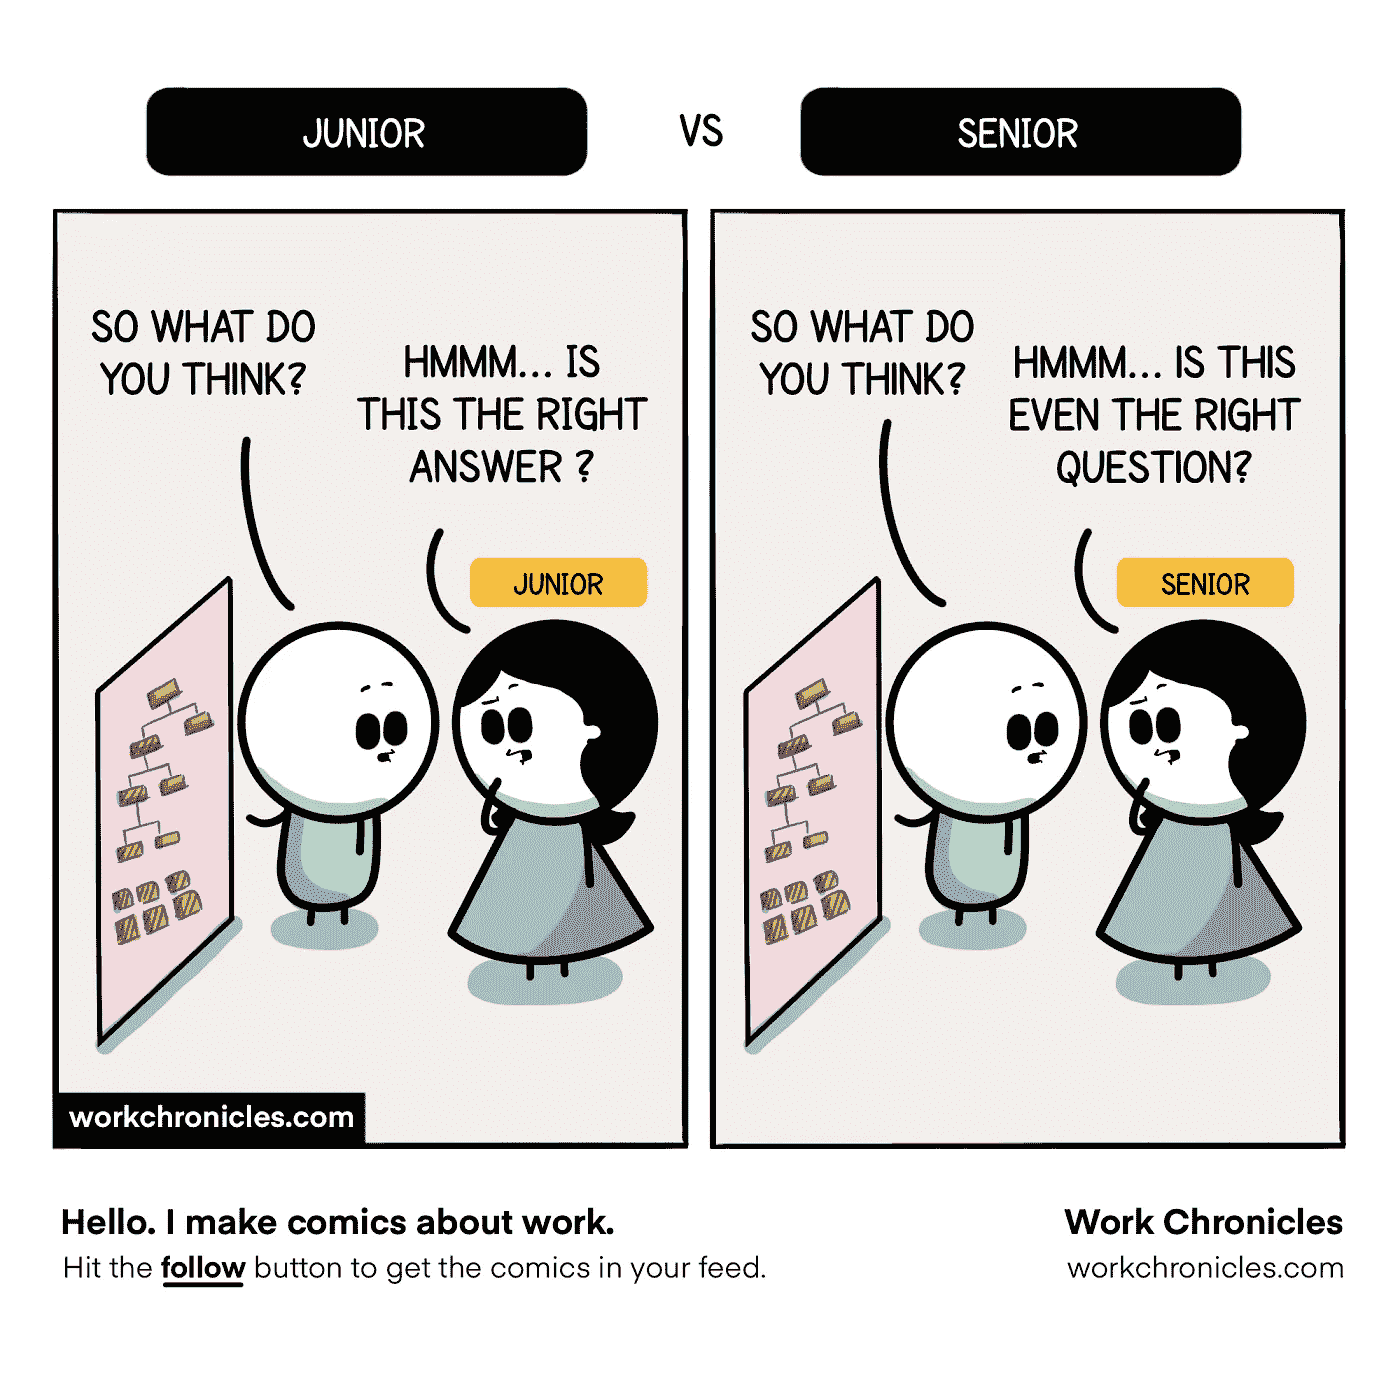 JUNIOR
VS
SENIOR
SO WHAT DO
YOU THINK?
HMMM... IS
THIS THE RIGHT
ANSWER ?
JUNIOR
workchronicles.com
SO WHAT DO
YOU THINK?
HMMM... IS THIS
EVEN THE RIGHT
QUESTION?
SENIOR
Hello. I make comics about work.
Hit the follow button to get the comics in your feed.
Work Chronicles
workchronicles.com